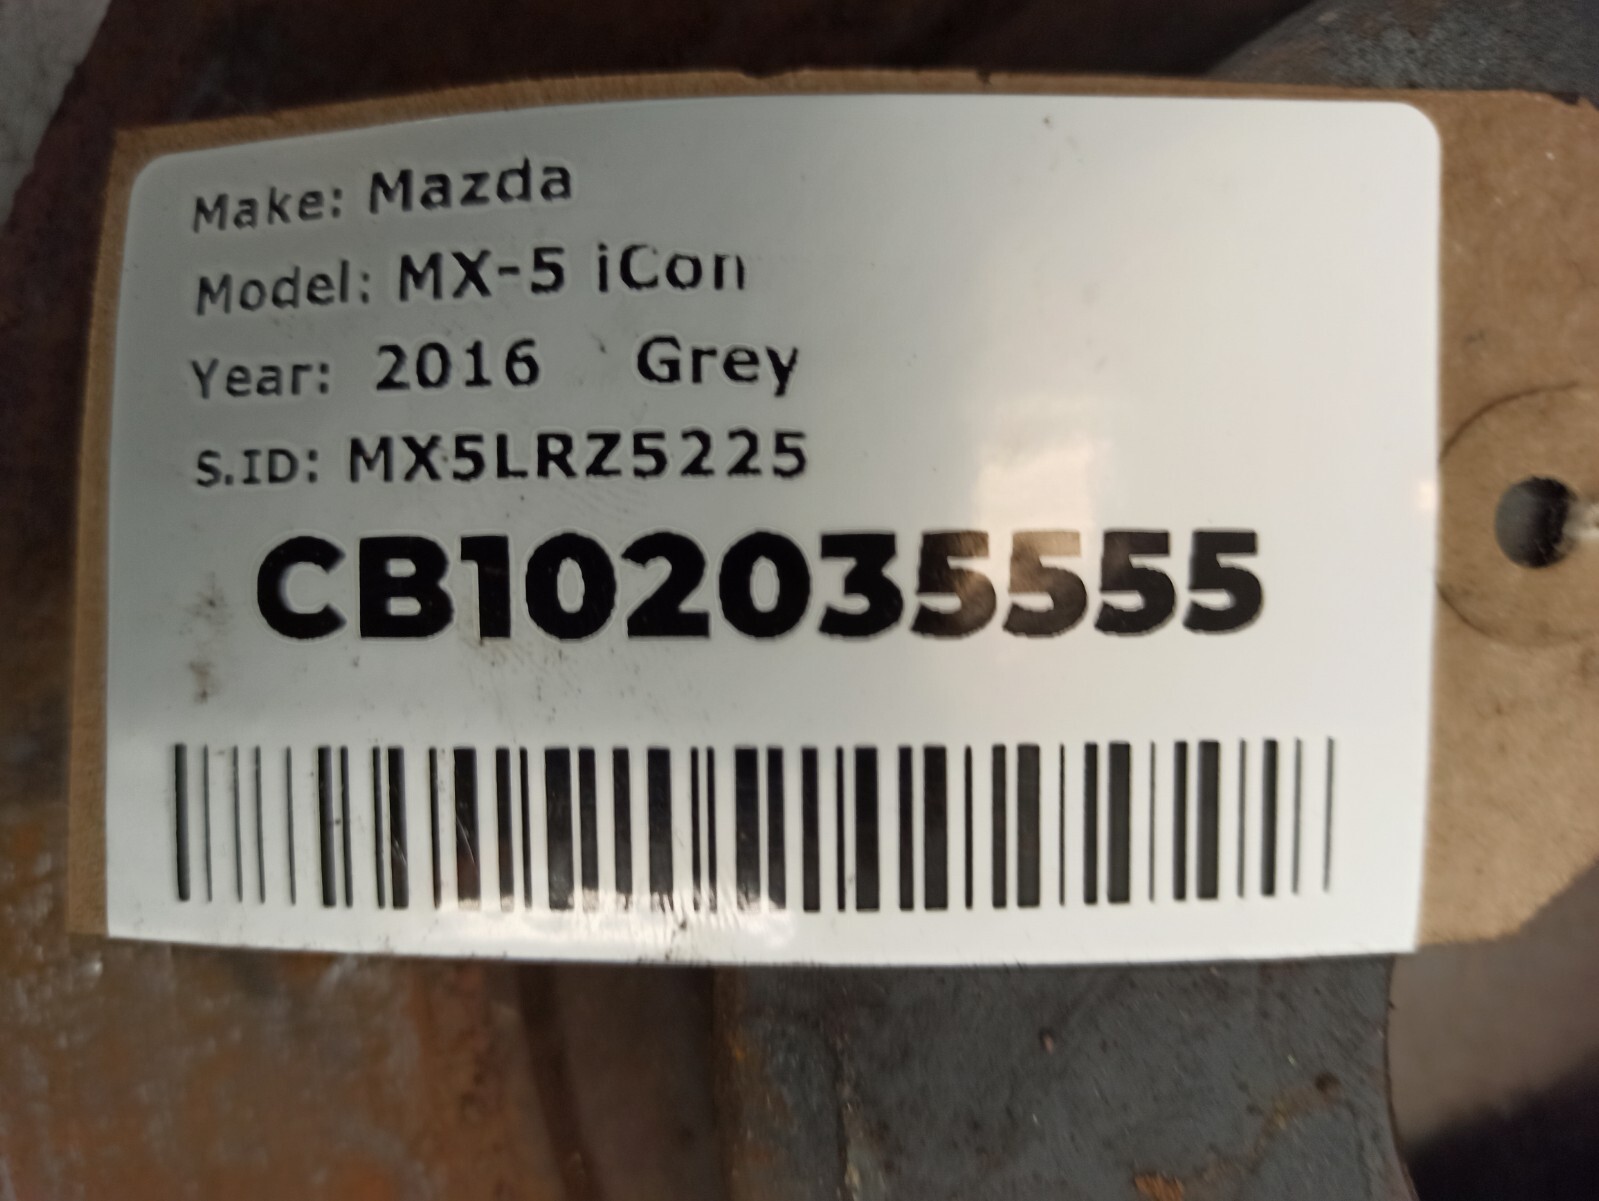 Make: Mazda
Model: MX-5 iCon
Year: 2016 Grey
S.ID: MX5LRZ5225
CB102035555